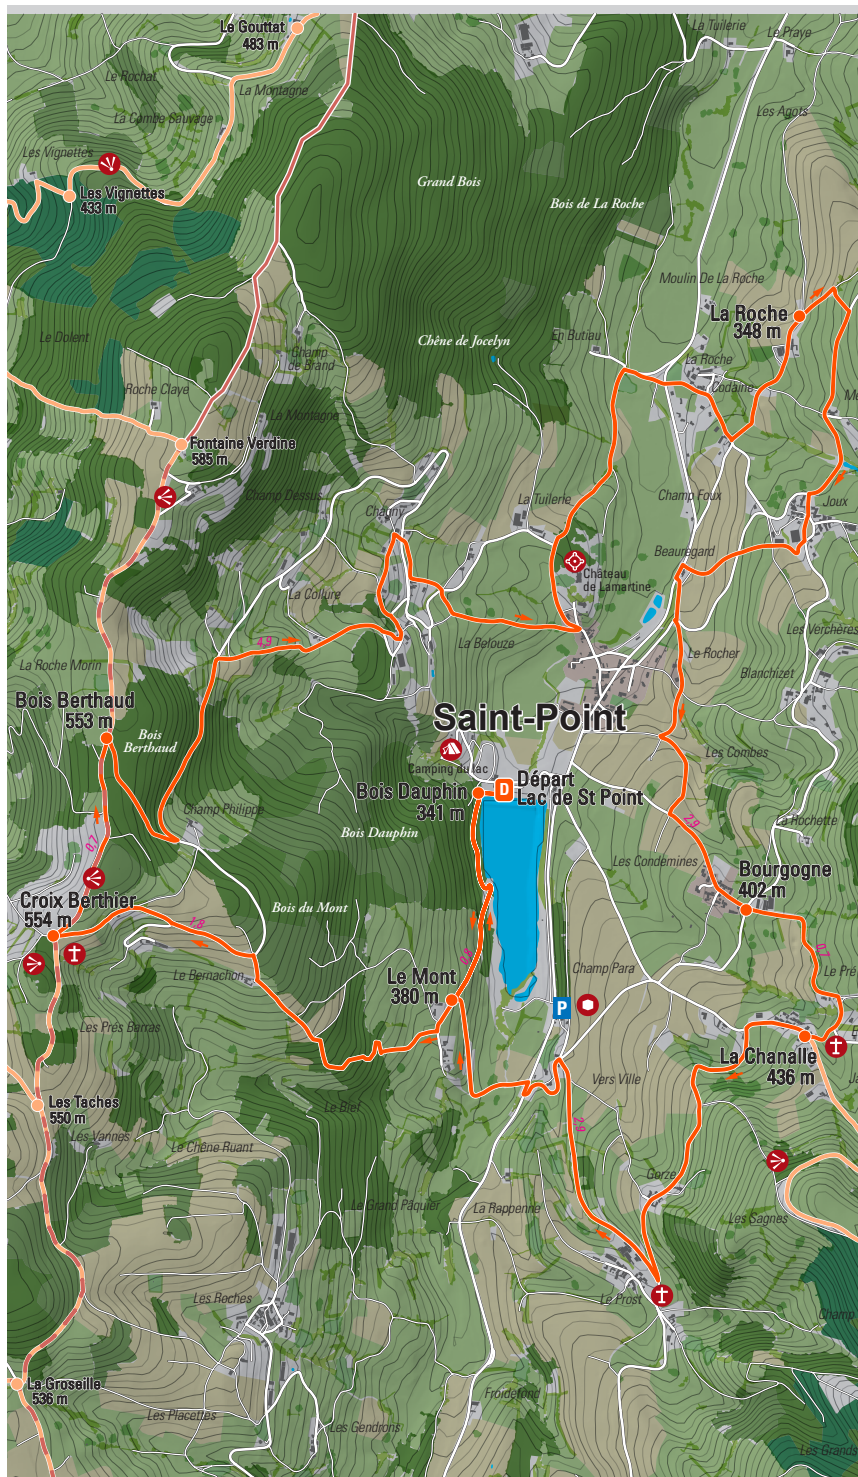 Le Gouttat
483 m
La Tuilerie
Le Praye
Le Rochat
La Montagne
La Combe Sauvage
Les Agots
Les Vignettes
Les Vignettes
433 m
Grand Bois
Bois de La Roche
Moulin De La Roche
La Roche
348 m
Le Dolent
Chêne de Jocelyn
En Butiau
Champ
de Brand
La Roche
Roche Clave
Codaine
La Montagne
Fontaine Verdine
585 m
Champ Dessus
Chagny
La Tuilerie
Champ Foux
Joux
Beauregard
Château
de Lamartine
La Collure
4,9
La Belouze
Les Verchères
Le Rocher
La Roche Morin
Blanchizet
Bois Berthaud
553 m
Bois
Berthaud
Saint-Point
Les Combes
Camping du lac
Bois Dauphin
341 m
D
Départ
Lac de St Point
Champ Philippe
Bois Dauphin
2,9
La Rochette
0,7
Les Condemines
Bourgogne
402 m
Croix Berthier
554 m
Bois du Mont
1,8
0,7
0,8
Le Bernachon
Le Mont
380 m
Champ Para
Le Pré
P
Les Prés Barras
La Chanalle
436 m
Vers Ville
Les Taches
550 m
Le Bief
2,9
Les Vannes
Le Chêne Ruant
Gorze
Le Grand Pâquier
La Rappenne
Les Sagnes
Les Roches
Le Prost
Champ
La Groseille
536 m
Froidefond
Les Placettes
Les Gendrons
Les Grands